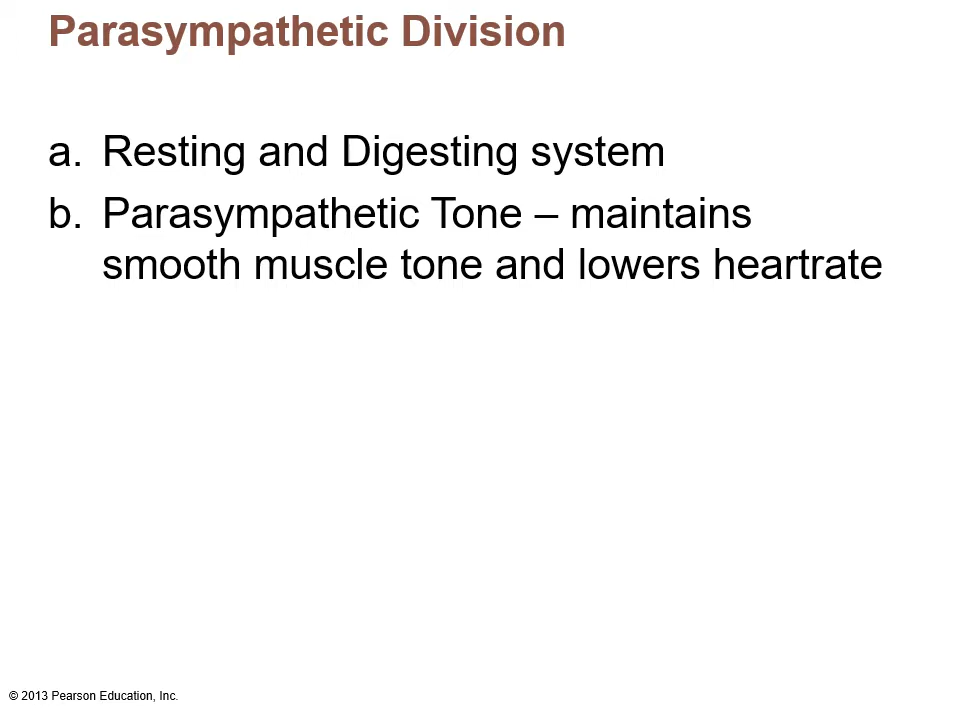 Parasympathetic Division
a. Resting and Digesting system
b. Parasympathetic Tone – maintains
smooth muscle tone and lowers heartrate
© 2013 Pearson Education, Inc.